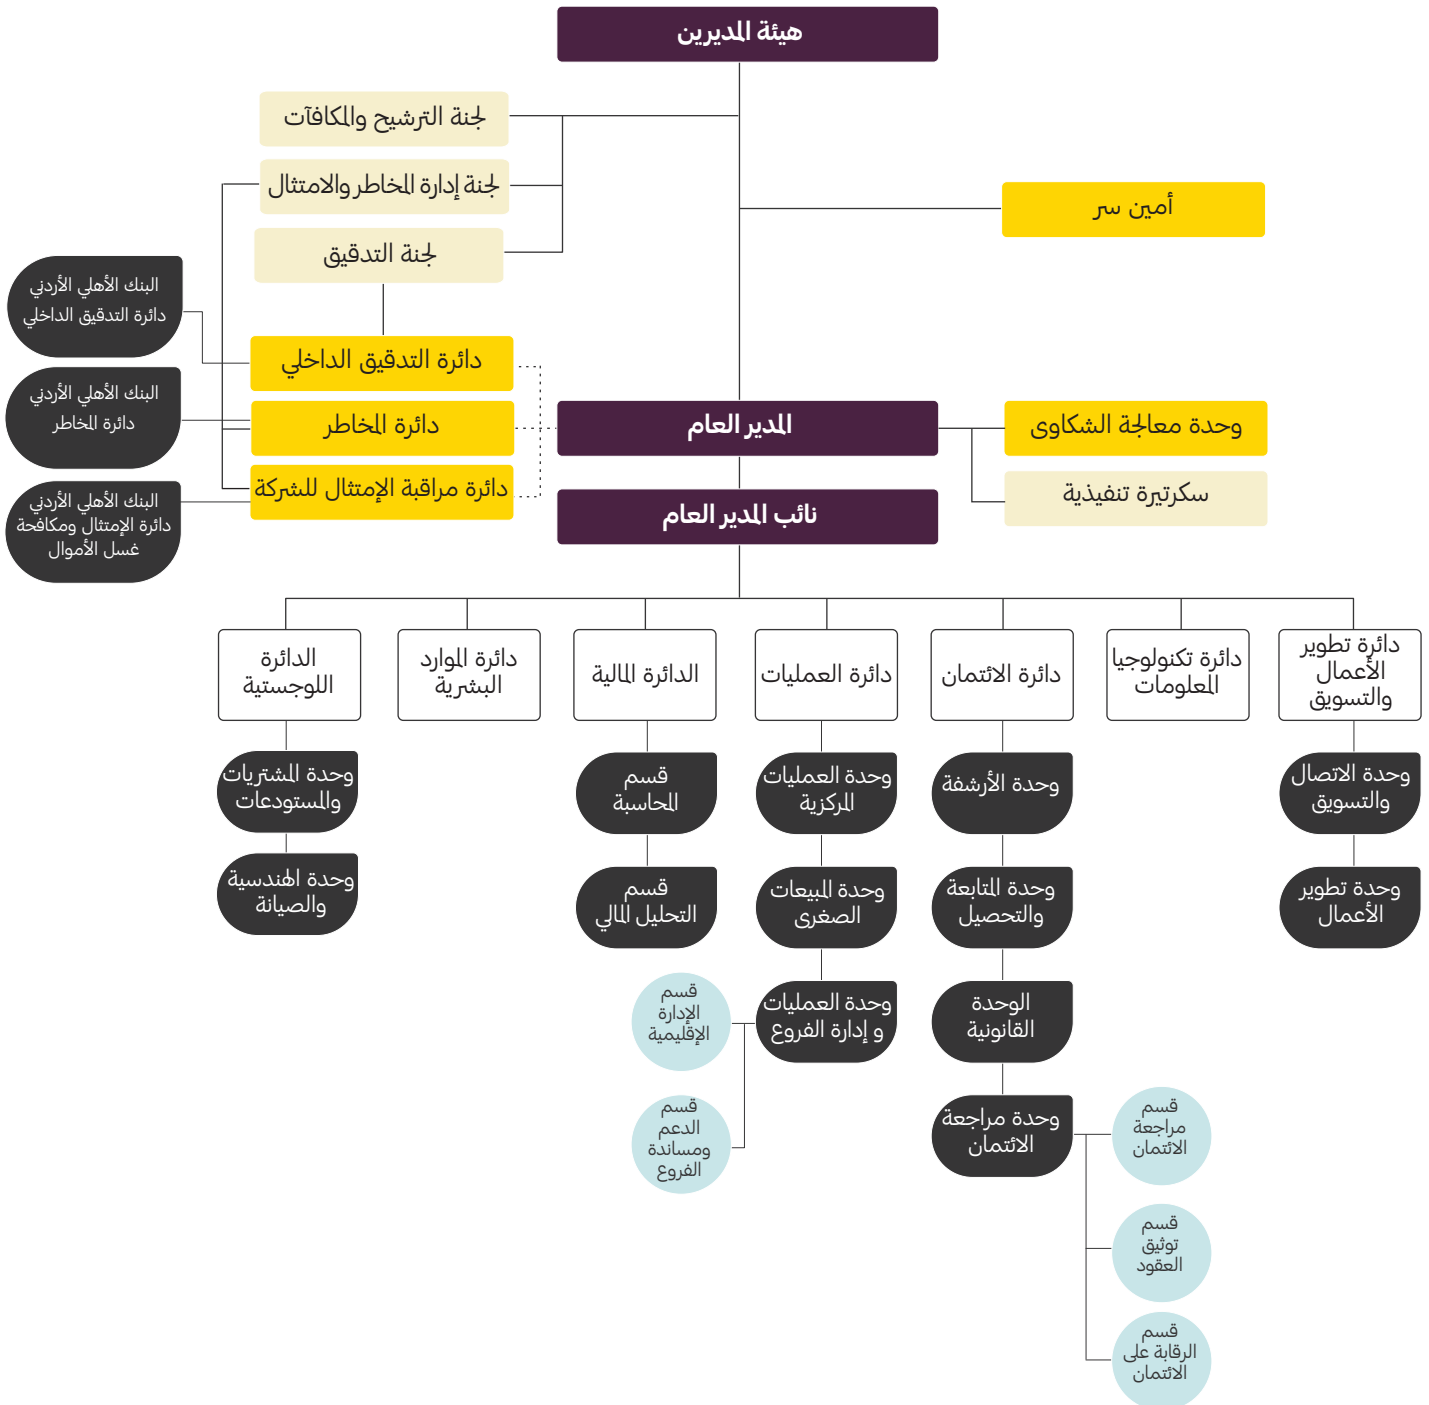 هيئة المديرين
لجنة الترشيح والمكافآت
لجنة إدارة المخاطر والامتثال
أمين سر
لجنة التدقيق
البنك الأهلي الأردني
دائرة التدقيق الداخلي
دائرة التدقيق الداخلي
البنك الأهلي الأردني
دائرة المخاطر
دائرة المخاطر
المدير العام
وحدة معالجة الشكاوى
دائرة مراقبة الإمتثال للشركة
سكرتيرة تنفيذية
البنك الأهلي الأردني
دائرة الإمتثال ومكافحة
غسل الأموال
نائب المدير العام
دائرة تطوير
الأعمال
والتسويق
دائرة تكنولوجيا
المعلومات
دائرة الائتمان
دائرة العمليات
الدائرة المالية
دائرة الموارد
البشرية
الدائرة
اللوجستية
وحدة الاتصال
والتسويق
وحدة الأرشفة
وحدة العمليات
المركزية
قسم
المحاسبة
وحدة المشتريات
والمستودعات
وحدة تطوير
الأعمال
وحدة المتابعة
والتحصيل
وحدة المبيعات
الصغرى
قسم
التحليل المالي
وحدة الهندسية
والصيانة
الوحدة
القانونية
وحدة العمليات
و إدارة الفروع
قسم
الإدارة
الإقليمية
قسم
الدعم
ومساندة
الفروع
وحدة مراجعة
الائتمان
قسم
مراجعة
الائتمان
قسم
توثيق
العقود
قسم
الرقابة على
الائتمان